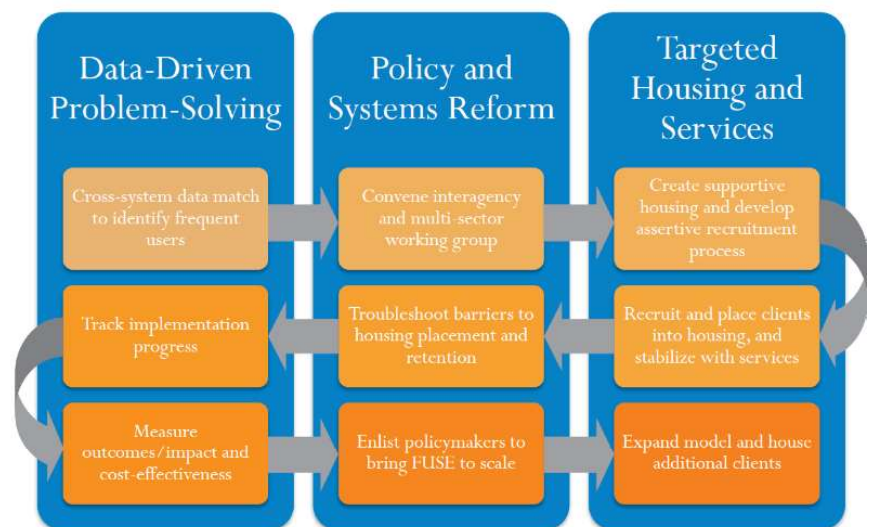 Data-Driven
Problem-Solving
Policy and
Systems Reform
Targeted
Housing and
Services
Cross-system data match
to identify frequent
users
Convene interagency
and multi-sector
working group
Create supportive
housing and develop
assertive recruitment
process
Recruit and place clients
into housing, and
stabilize with services
Troubleshoot barriers to
housing placement and
retention
Track implementation
progress
Measure
outcomes/impact and
cost-effectiveness
Enlist policymakers to
bring FUSE to scale
Expand model and house
additional clients